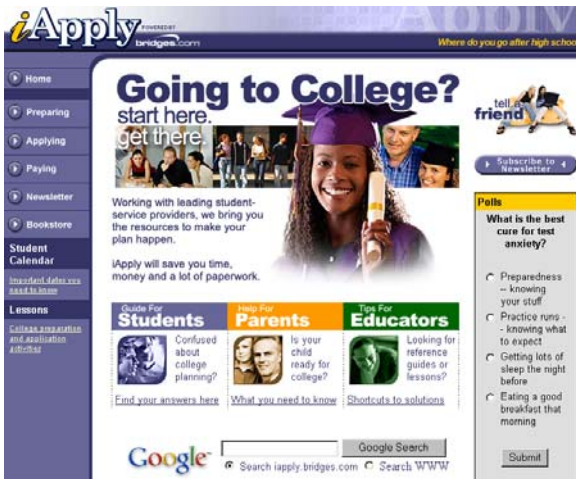 iApply
POWERED BY
bridges.com
Where do you go after high school
Home
Preparing
Applying
Paying
Newsletter
Bookstore
Student
Calendar
Important dates you
need to know
Lessons
College preparation
and application
activities
Going to College?
start here.
get there.
Working with leading student-
service providers, we bring you
the resources to make your
plan happen.
iApply will save you time,
money and a lot of paperwork.
Guide For
Students
Confused
about
college
planning?
Find your answers here
Help For
Parents
Is your
child
ready for
college?
What you need to know
Tips For
Educators
Looking for
reference
guides or
lessons?
Shortcuts to solutions
Google
Google Search
Search iapply.bridges.com
Search WWW
tell a
friend
Subscribe to
Newsletter
Polls
What is the best
cure for test
anxiety?
Preparedness
-- knowing
your stuff
Practice runs -
- knowing what
to expect
Getting lots of
sleep the night
before
Eating a good
breakfast that
morning
Submit